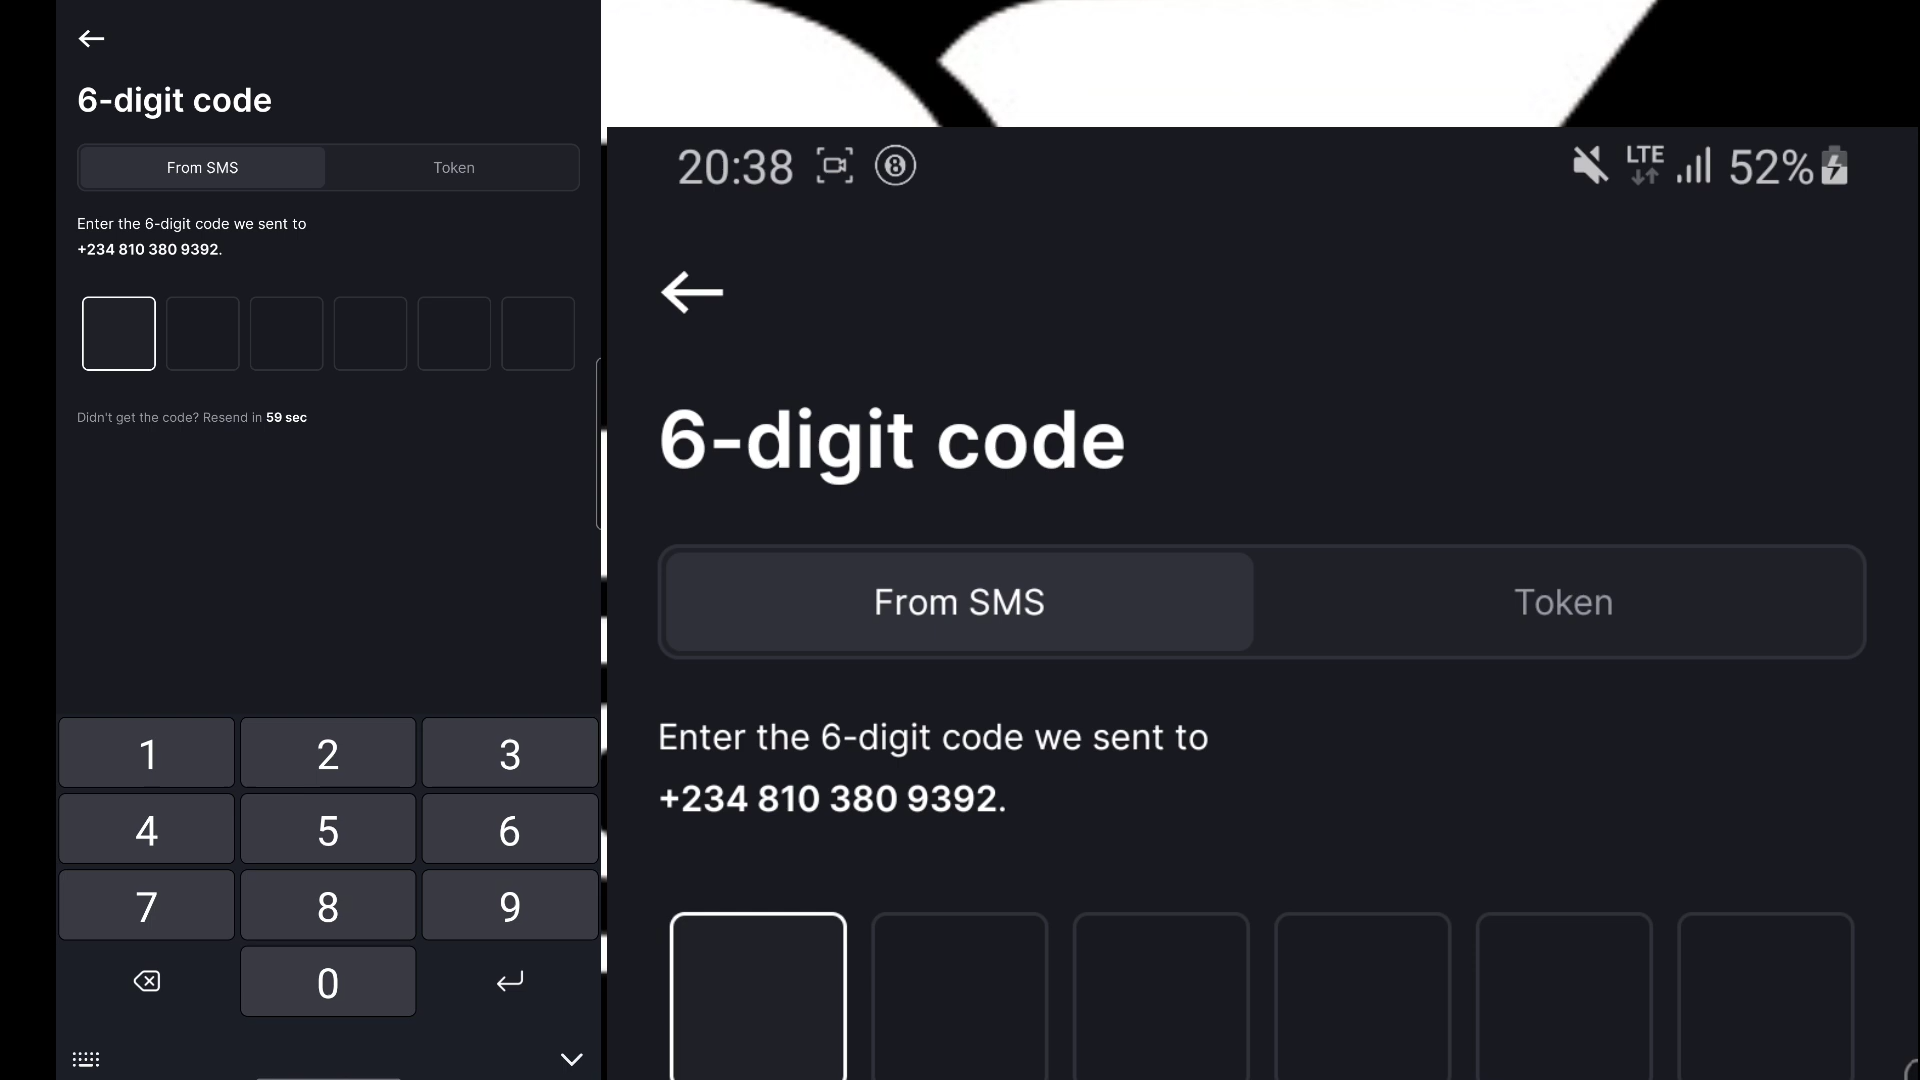 6-digit code
From SMS Token
Enter the 6-digit code we sent to
+234 810 380 9392.
Didn't get the code? Resend in 59 sec
1 2 3
4 5 6
7 8 9
0
20:38 8 LTE 52%
6-digit code
From SMS Token
Enter the 6-digit code we sent to
+234 810 380 9392.